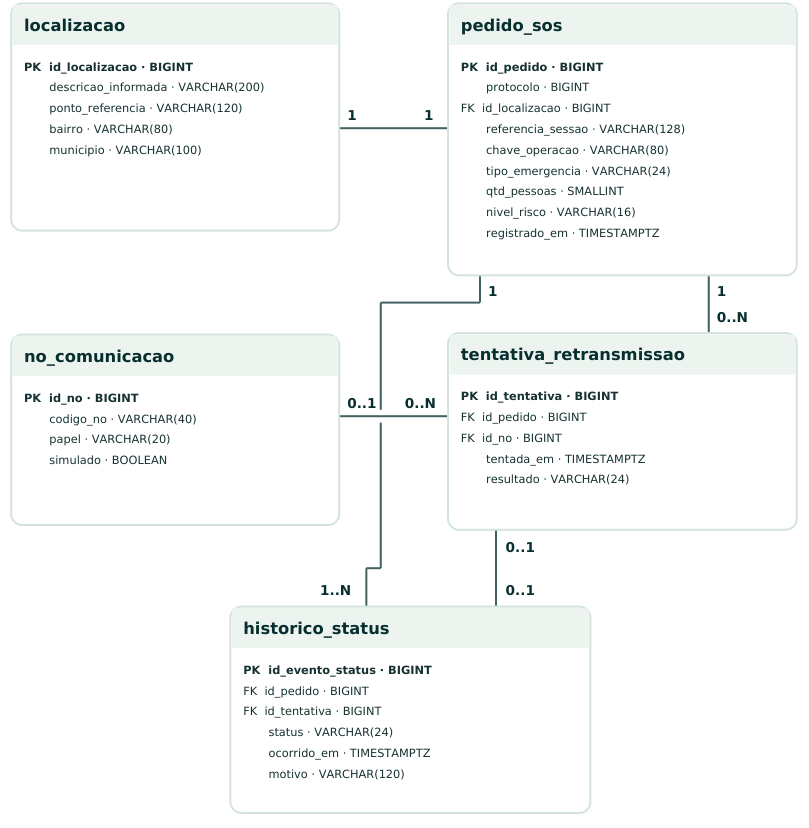 localizacao
PK id_localizacao · BIGINT
descricao_informada · VARCHAR(200)
ponto_referencia · VARCHAR(120)
bairro · VARCHAR(80)
municipio · VARCHAR(100)
1
1
pedido_sos
PK id_pedido · BIGINT
protocolo · BIGINT
FK id_localizacao · BIGINT
referencia_sessao · VARCHAR(128)
chave_operacao · VARCHAR(80)
tipo_emergencia · VARCHAR(24)
qtd_pessoas · SMALLINT
nivel_risco · VARCHAR(16)
registrado_em · TIMESTAMPTZ
1
1
0..N
no_comunicacao
PK id_no · BIGINT
codigo_no · VARCHAR(40)
papel · VARCHAR(20)
simulado · BOOLEAN
0..1
0..N
tentativa_retransmissao
PK id_tentativa · BIGINT
FK id_pedido · BIGINT
FK id_no · BIGINT
tentada_em · TIMESTAMPTZ
resultado · VARCHAR(24)
0..1
1..N
0..1
historico_status
PK id_evento_status · BIGINT
FK id_pedido · BIGINT
FK id_tentativa · BIGINT
status · VARCHAR(24)
ocorrido_em · TIMESTAMPTZ
motivo · VARCHAR(120)